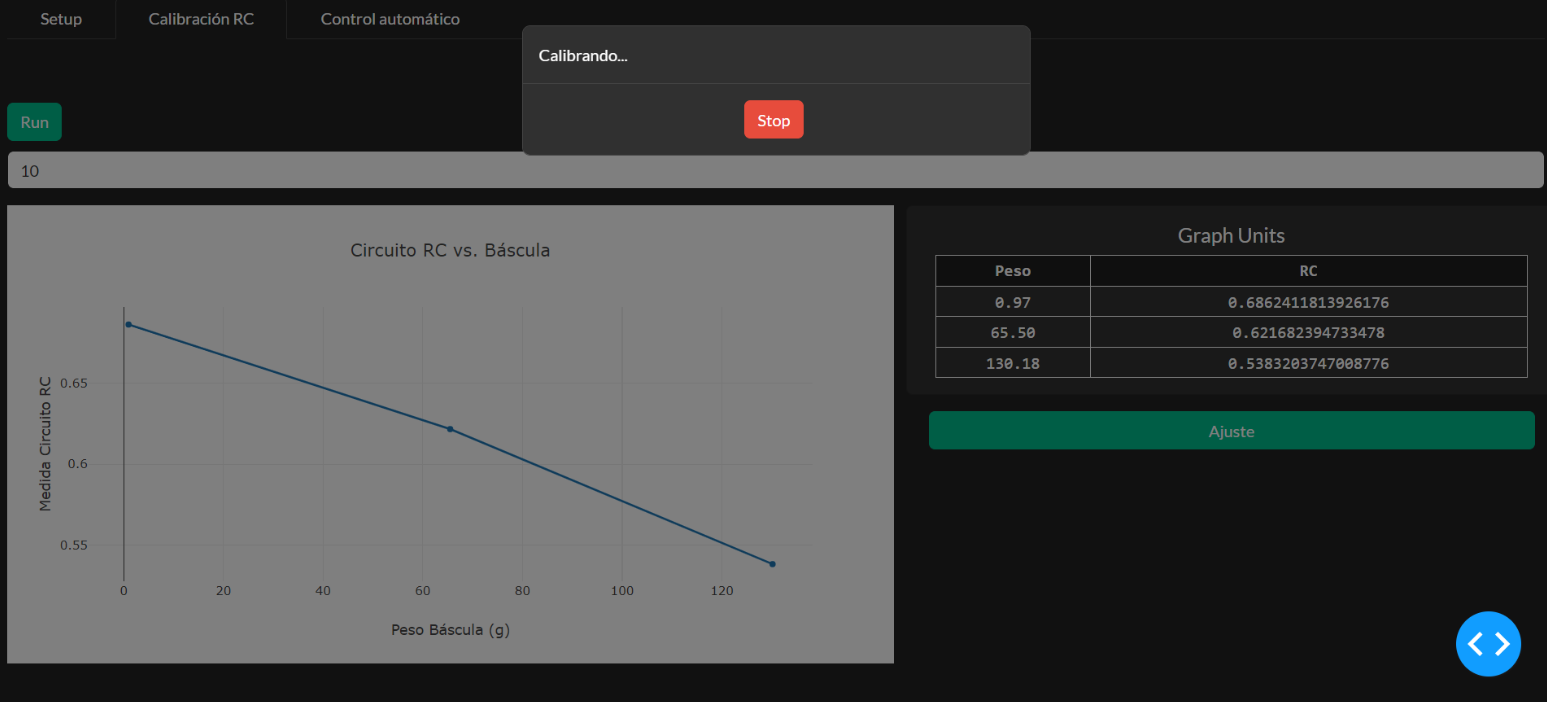 Setup Calibración RC Control automático
Calibrando...
Stop
Run
10
Circuito RC vs. Báscula
Medida Circuito RC
0.65
0.6
0.55
0 20 40 60 80 100 120
Peso Báscula (g)
Graph Units
Peso RC
0.97 0.6862411813926176
65.50 0.621682394733478
130.18 0.5383203747008776
Ajuste